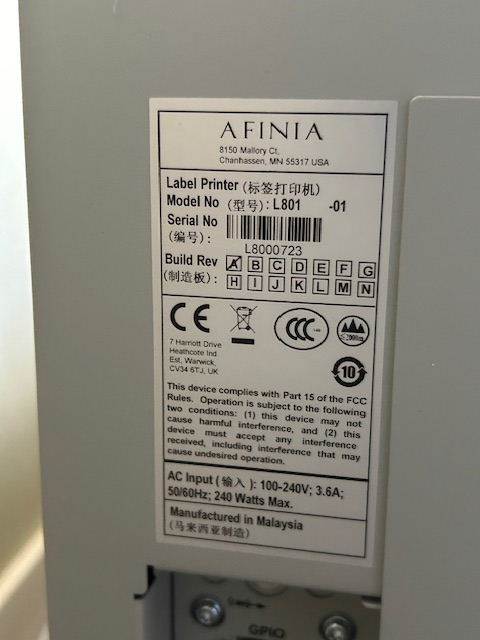 AFINIA
8150 Mallory Ct.
Chanhassen, MN 55317 USA
Label Printer (标签打印机)
Model No (型号): L801 -01
Serial No
(编号):
L8000723
Build Rev A B C D E F G
(制造板): H I J K L M N
CE CCC ≤2000m
7 Harriott Drive
Heathcote Ind
Est, Warwick,
CV34 6TJ, UK
10
This device complies with Part 15 of the FCC
Rules. Operation is subject to the following
two conditions: (1) this device may not
cause harmful interference, and (2) this
device must accept any interference
received, including interference that may
cause undesired operation.
AC Input (输入): 100-240V; 3.6A;
50/60Hz; 240 Watts Max.
Manufactured in Malaysia
(马来西亚制造)
GPIO